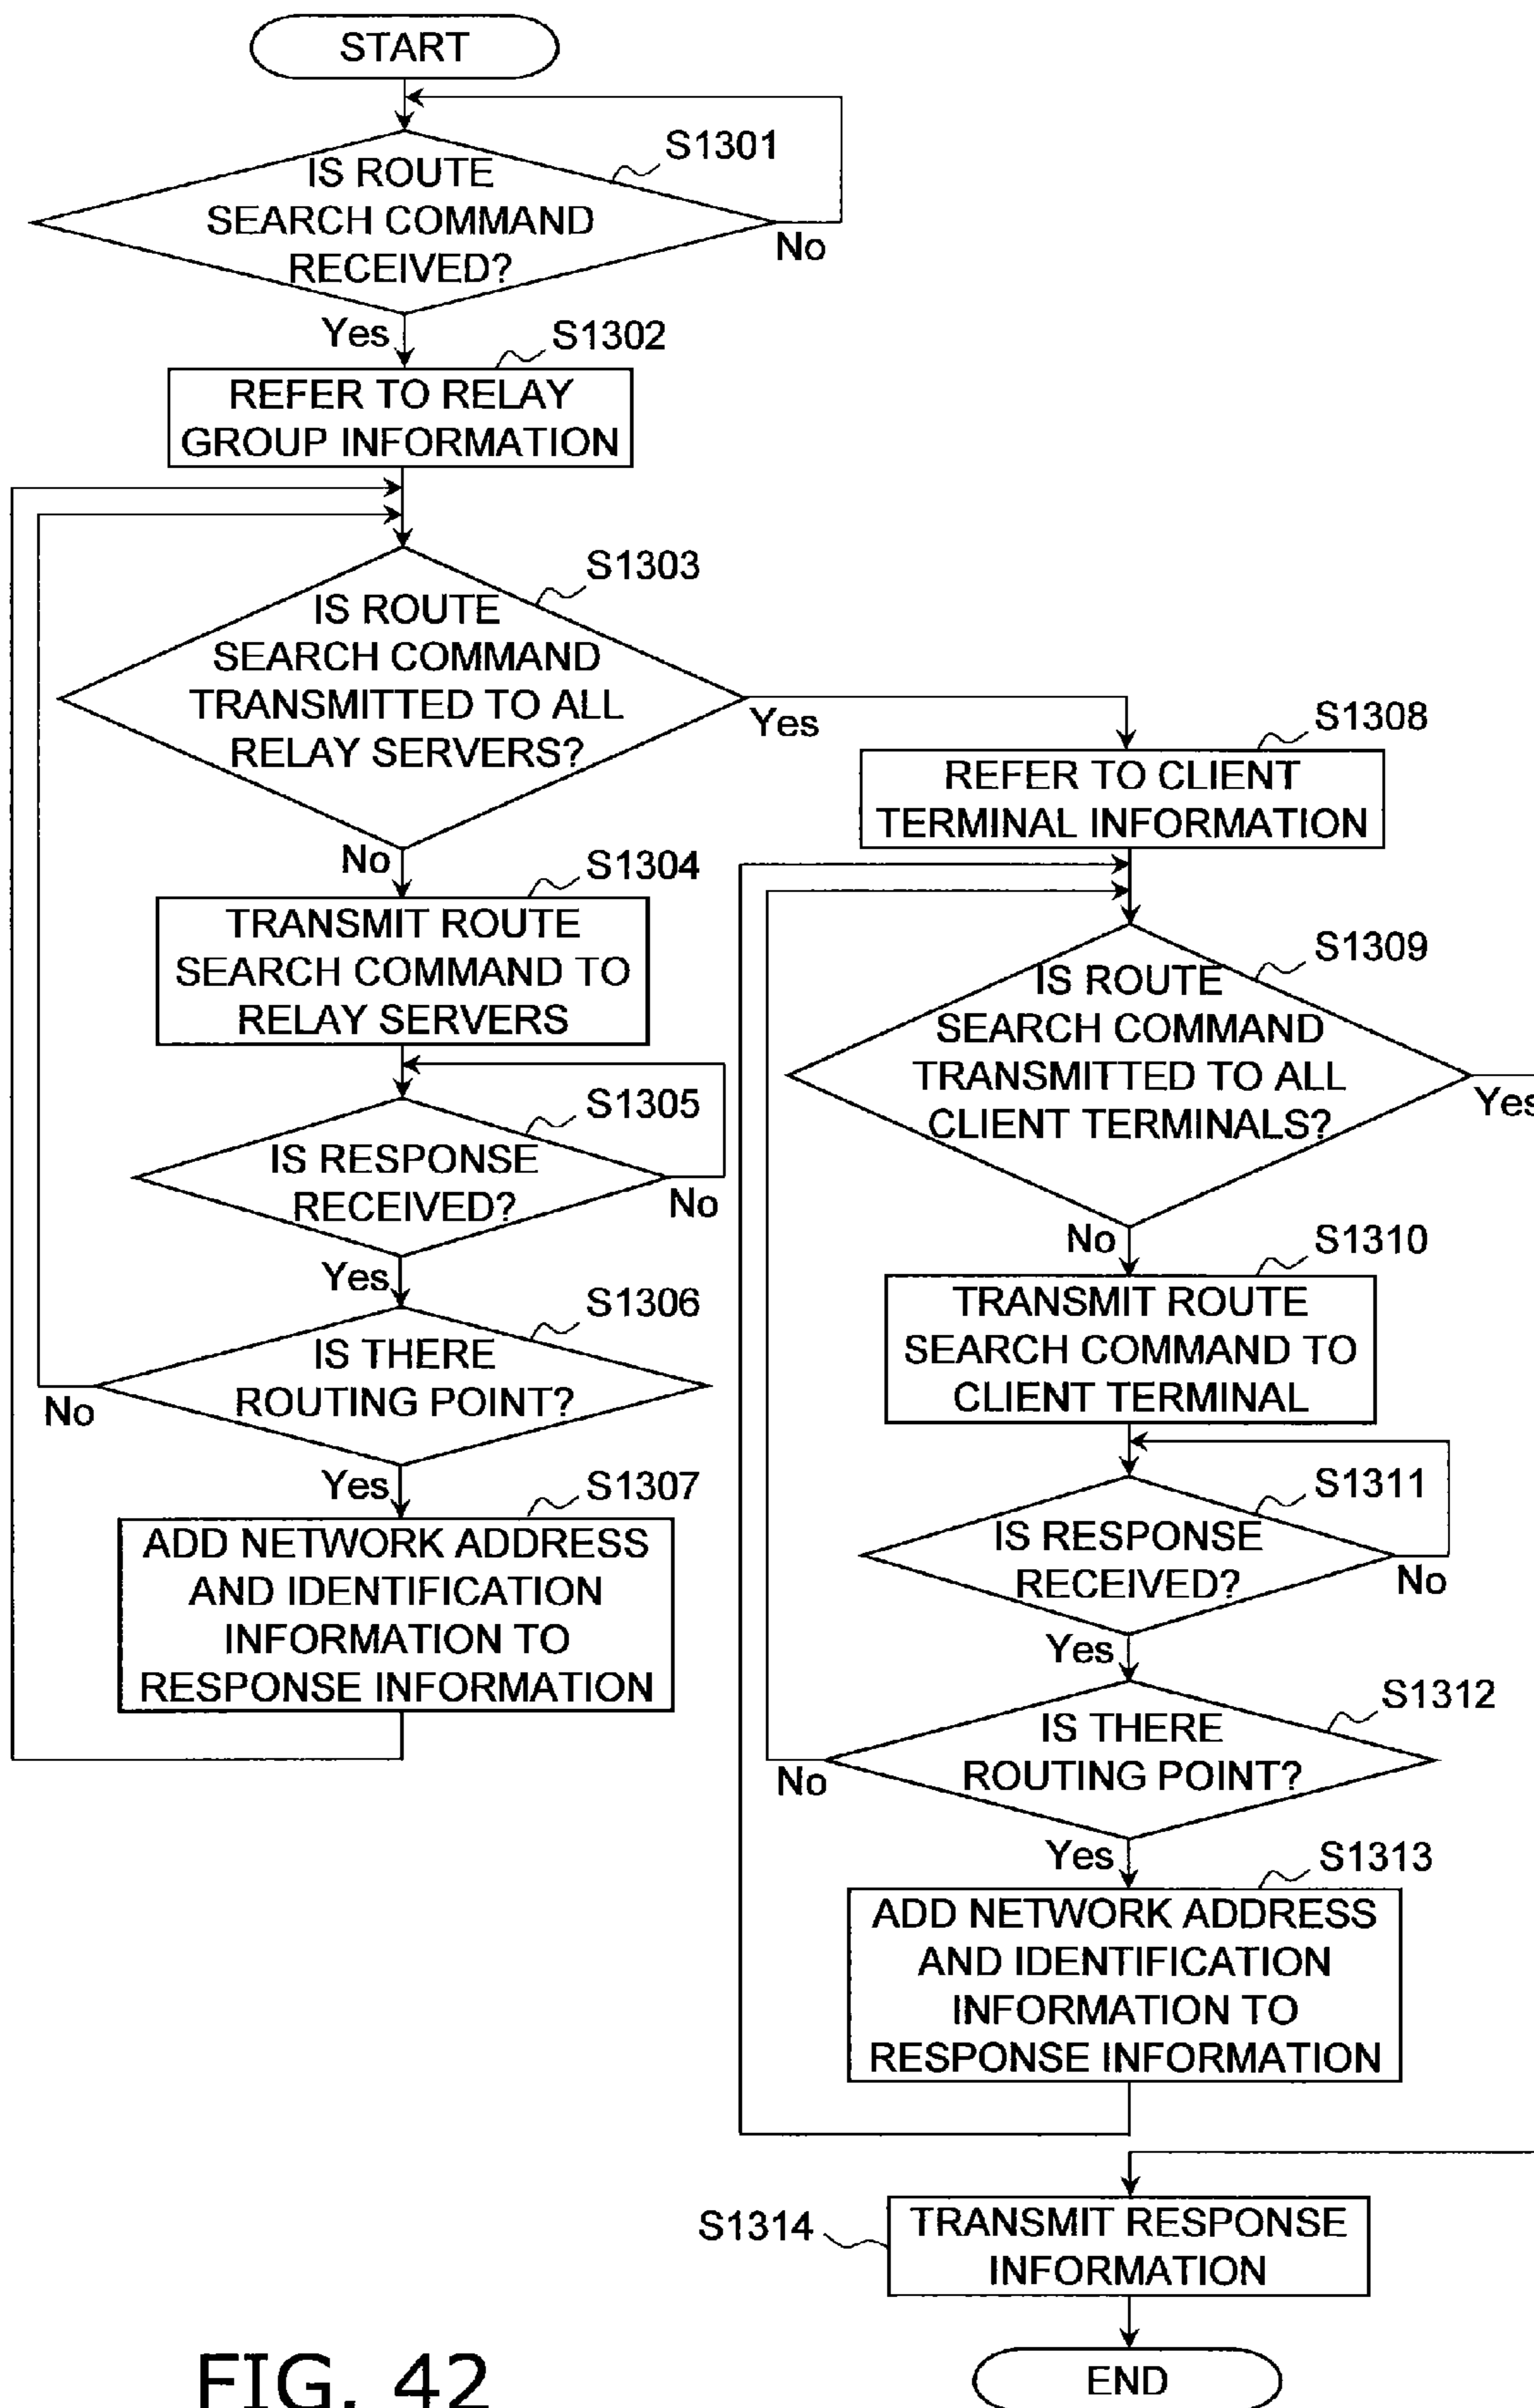 START
S1301
IS ROUTE
SEARCH COMMAND
RECEIVED?
No
Yes
S1302
REFER TO RELAY
GROUP INFORMATION
S1303
IS ROUTE
SEARCH COMMAND
TRANSMITTED TO ALL
RELAY SERVERS?
Yes
No
S1304
TRANSMIT ROUTE
SEARCH COMMAND TO
RELAY SERVERS
S1305
IS RESPONSE
RECEIVED?
No
Yes
S1306
IS THERE
ROUTING POINT?
No
Yes
S1307
ADD NETWORK ADDRESS
AND IDENTIFICATION
INFORMATION TO
RESPONSE INFORMATION
S1308
REFER TO CLIENT
TERMINAL INFORMATION
S1309
IS ROUTE
SEARCH COMMAND
TRANSMITTED TO ALL
CLIENT TERMINALS?
Yes
No
S1310
TRANSMIT ROUTE
SEARCH COMMAND TO
CLIENT TERMINAL
S1311
IS RESPONSE
RECEIVED?
No
Yes
S1312
IS THERE
ROUTING POINT?
No
Yes
S1313
ADD NETWORK ADDRESS
AND IDENTIFICATION
INFORMATION TO
RESPONSE INFORMATION
S1314
TRANSMIT RESPONSE
INFORMATION
END
FIG. 42